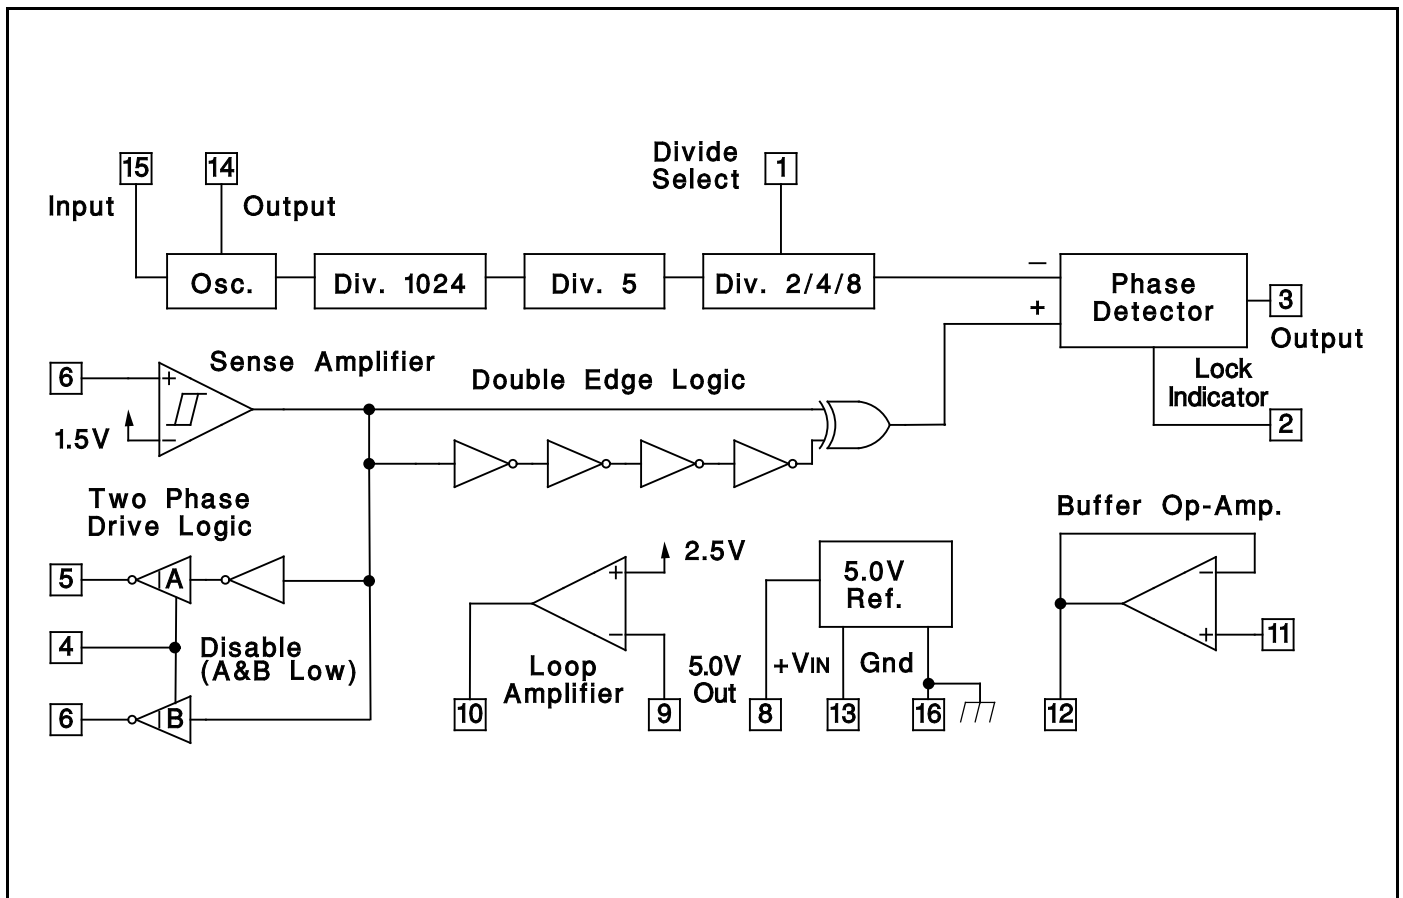 15
14
Input
Output
Divide
Select
1
Osc.
Div. 1024
Div. 5
Div. 2/4/8
−
+
Phase
Detector
3
Output
Lock
Indicator
2
6
+
−
1.5V
Sense Amplifier
Double Edge Logic
Two Phase
Drive Logic
5
A
4
Disable
(A&B Low)
6
B
2.5V
+
−
Loop
Amplifier
10
9
5.0V
Ref.
5.0V
Out
+VIN
Gnd
8
13
16
Buffer Op-Amp.
−
+
11
12